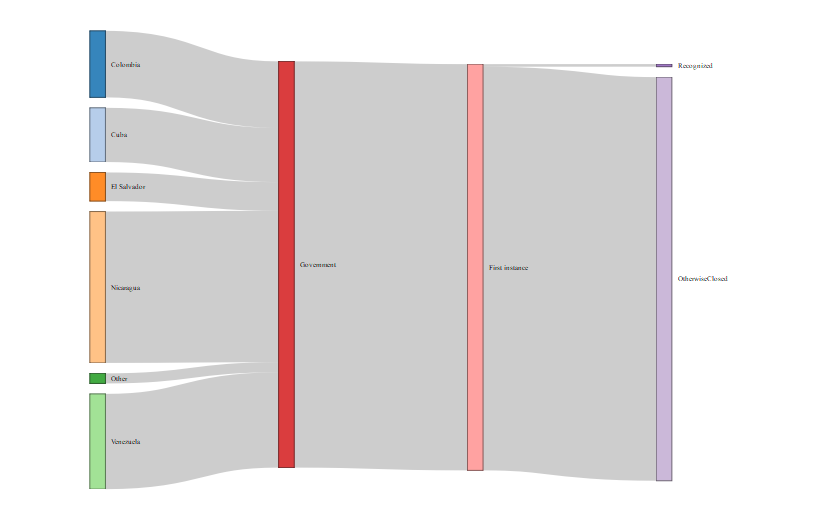 Colombia
Cuba
El Salvador
Nicaragua
Other
Venezuela
Government
First instance
Recognized
OtherwiseClosed